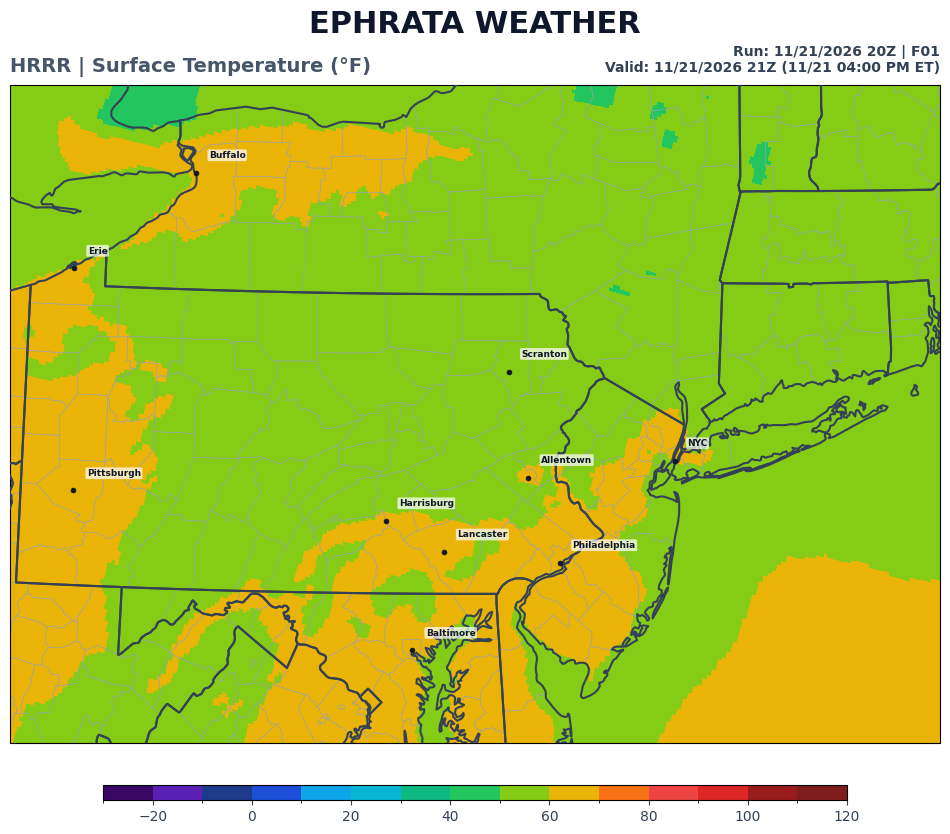 EPHRATA WEATHER
HRRR | Surface Temperature (°F)
Run: 11/21/2026 20Z | F01
Valid: 11/21/2026 21Z (11/21 04:00 PM ET)
Buffalo
Erie
Scranton
NYC
Allentown
Pittsburgh
Harrisburg
Lancaster
Philadelphia
Baltimore
−20 0 20 40 60 80 100 120